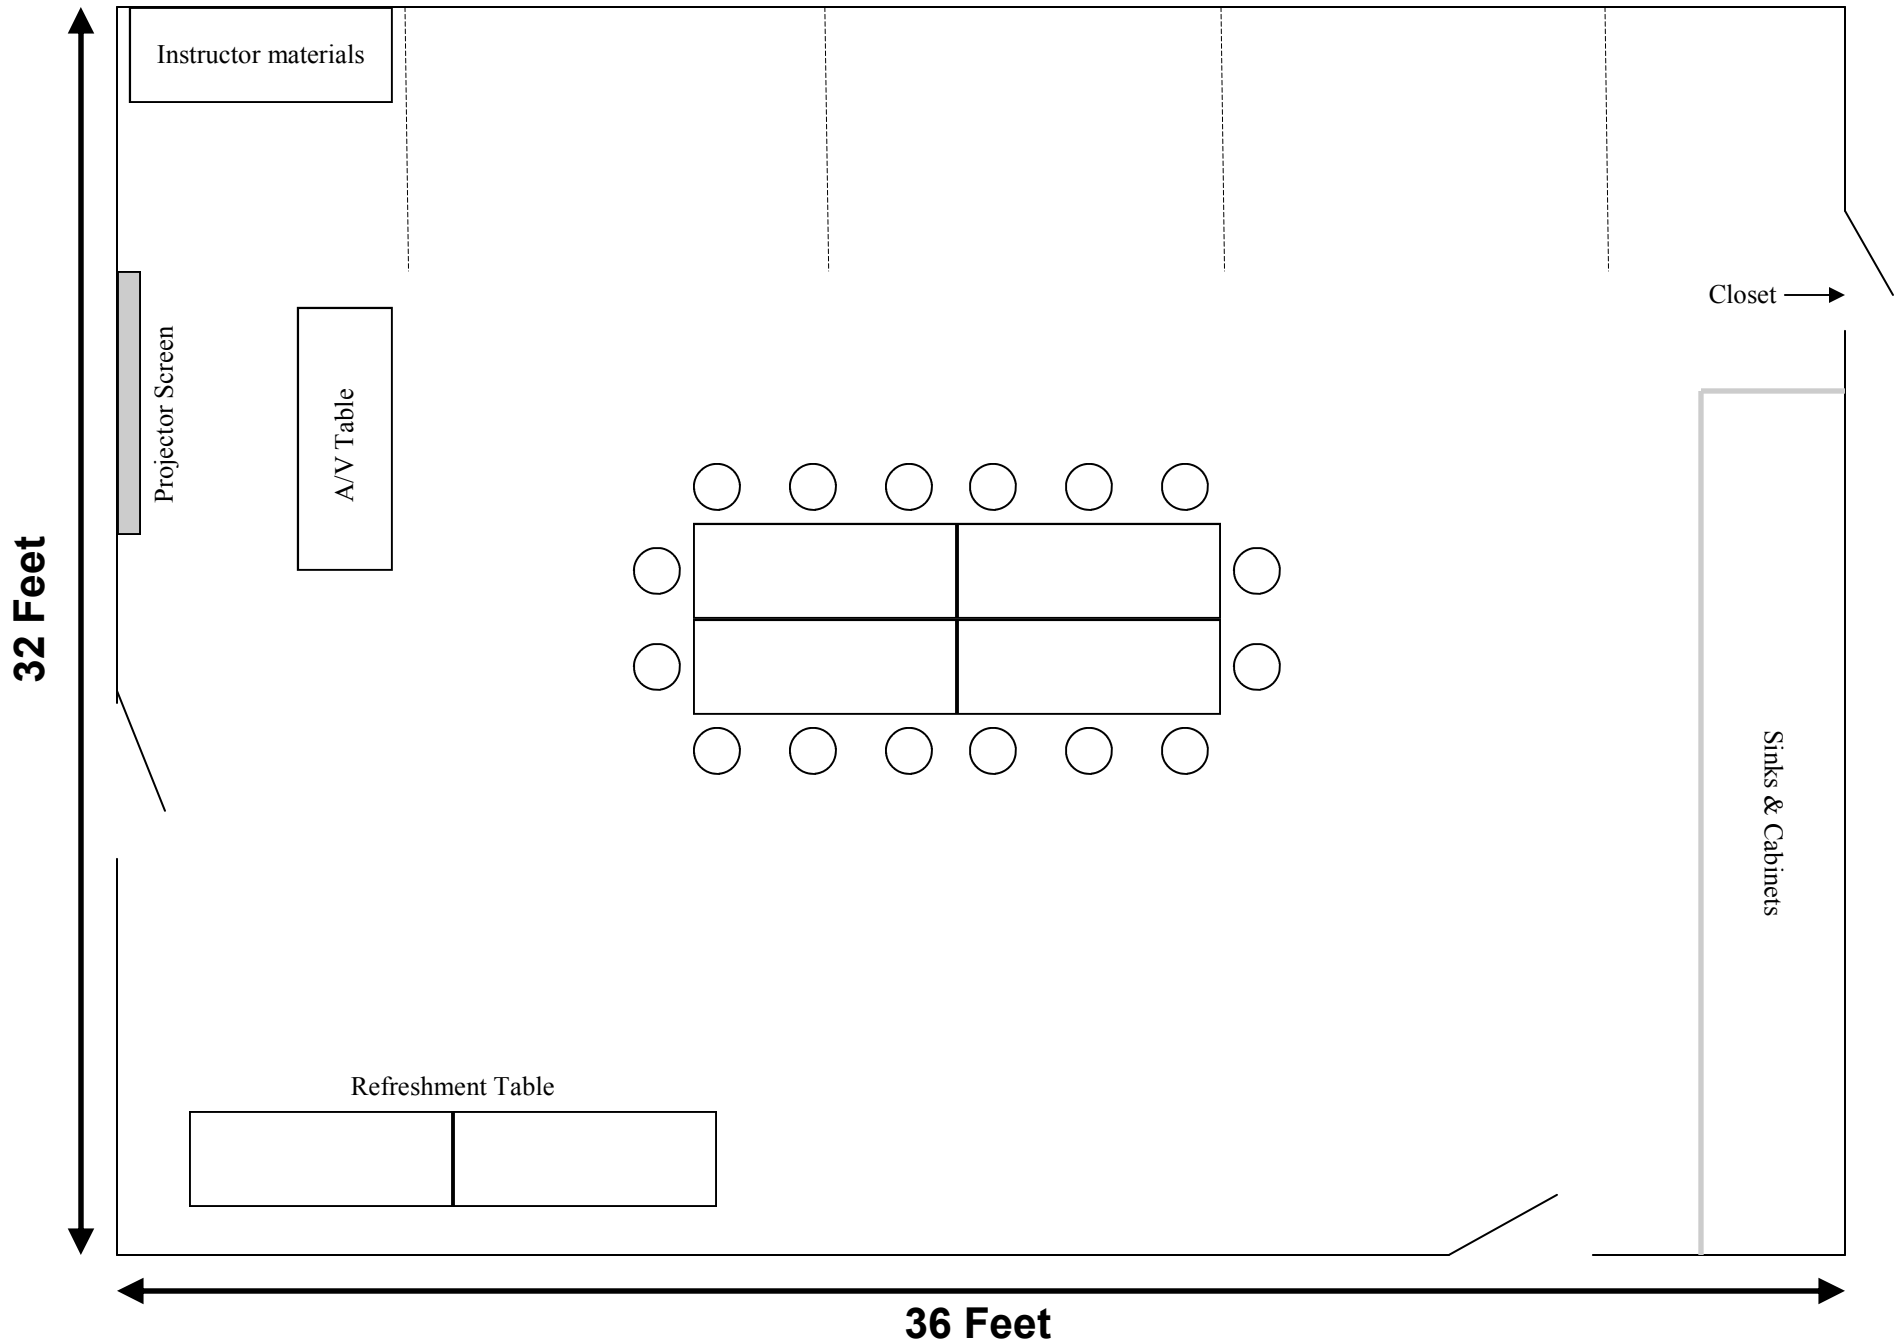 Instructor materials
Closet
Projector Screen
A/V Table
32 Feet
Sinks & Cabinets
Refreshment Table
36 Feet